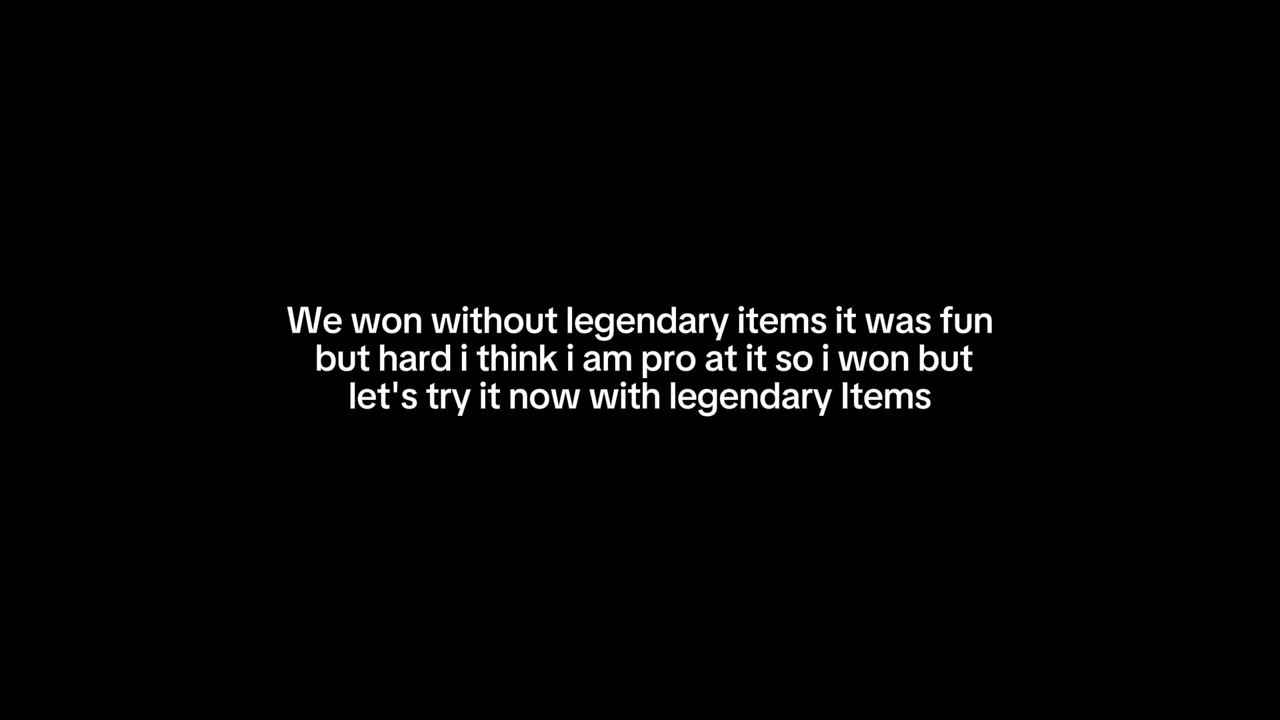 We won without legendary items it was fun
but hard i think i am pro at it so i won but
let's try it now with legendary Items